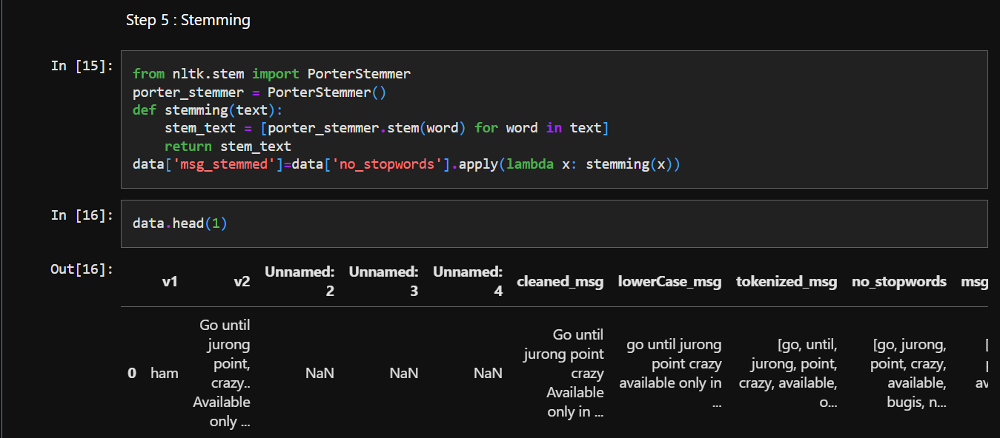 Step 5 : Stemming
In [15]:
from nltk.stem import PorterStemmer
porter_stemmer = PorterStemmer()
def stemming(text):
    stem_text = [porter_stemmer.stem(word) for word in text]
    return stem_text
data['msg_stemmed']=data['no_stopwords'].apply(lambda x: stemming(x))
In [16]:
data.head(1)
Out[16]:
v1 v2 Unnamed: 2 Unnamed: 3 Unnamed: 4 cleaned_msg lowerCase_msg tokenized_msg no_stopwords msg
0 ham
Go until
jurong
point,
crazy..
Available
only ...
NaN NaN NaN
Go until
jurong point
crazy
Available
only in ...
go until jurong
point crazy
available only in
...
[go, until,
jurong, point,
crazy, available,
o...
[go, jurong,
point, crazy,
available,
bugis, n...
[
av